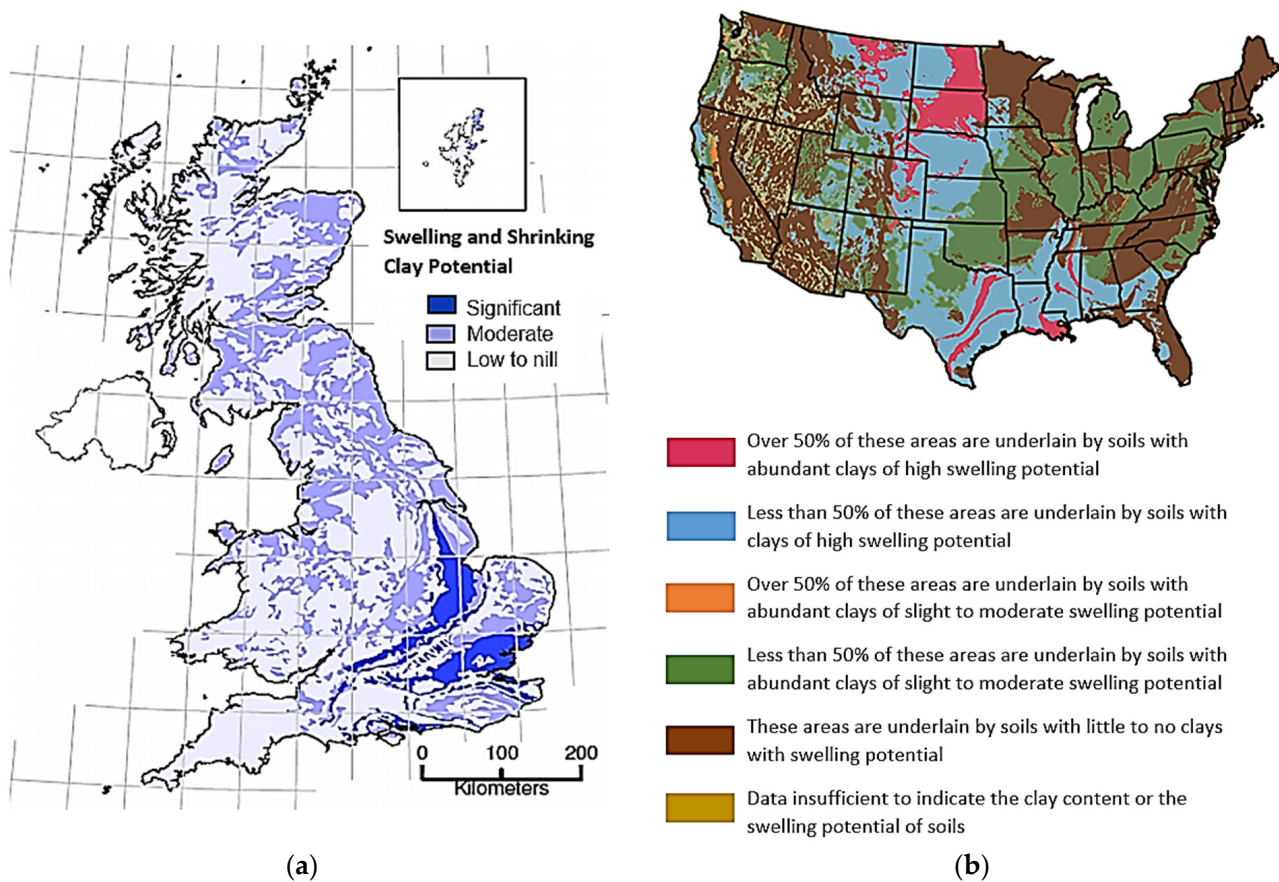 Swelling and Shrinking
Clay Potential
Significant
Moderate
Low to nill
0 100 200
Kilometers
(a)
Over 50% of these areas are underlain by soils with
abundant clays of high swelling potential
Less than 50% of these areas are underlain by soils with
clays of high swelling potential
Over 50% of these areas are underlain by soils with
abundant clays of slight to moderate swelling potential
Less than 50% of these areas are underlain by soils with
abundant clays of slight to moderate swelling potential
These areas are underlain by soils with little to no clays
with swelling potential
Data insufficient to indicate the clay content or the
swelling potential of soils
(b)